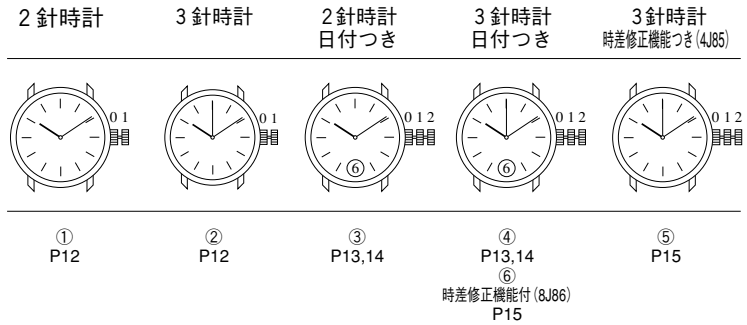 2針時計
3針時計
2針時計
日付つき
3針時計
日付つき
3針時計
時差修正機能つき(4J85)
0 1
0 1
0 1 2
0 1 2
0 1 2
6
6
①
P12
②
P12
③
P13,14
④
P13,14
⑥
時差修正機能付(8J86)
P15
⑤
P15